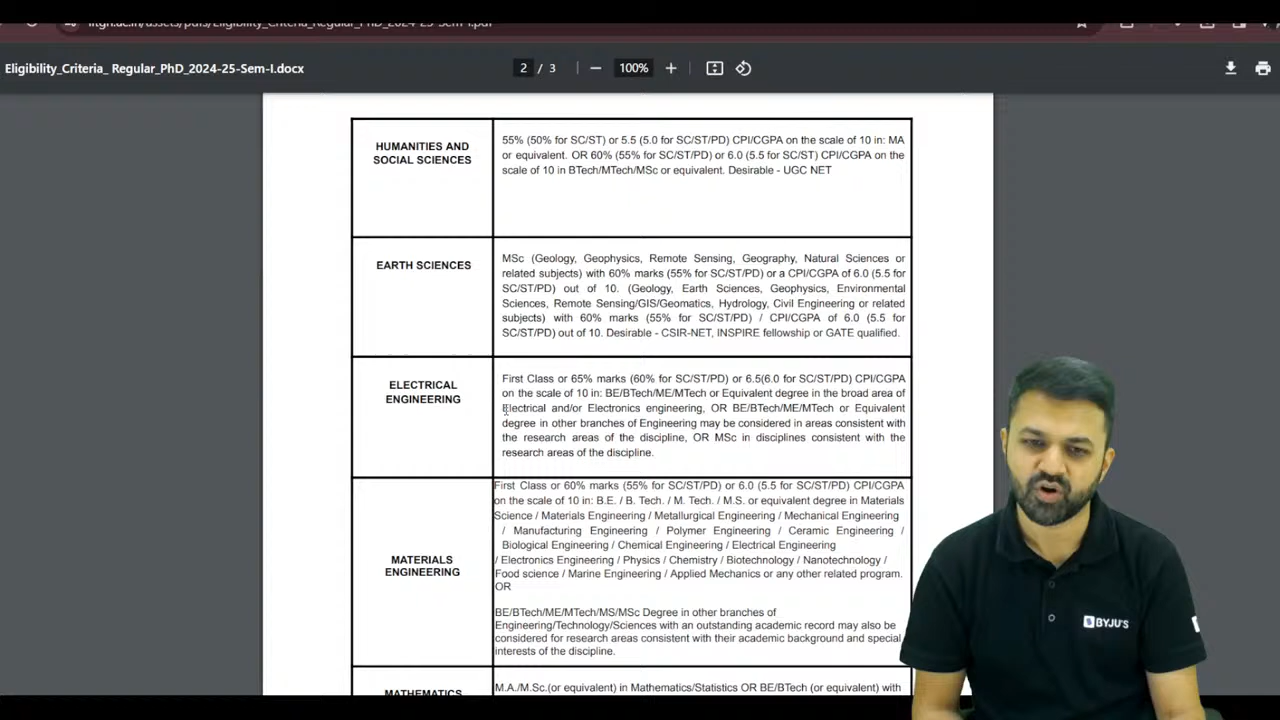 iitgn.ac.in/assets/pdfs/Eligibility_Criteria_Regular_PhD_2024-25-Sem-I.pdf
Eligibility_Criteria_ Regular_PhD_2024-25-Sem-I.docx
2 / 3
100%
HUMANITIES AND
SOCIAL SCIENCES
55% (50% for SC/ST) or 5.5 (5.0 for SC/ST/PD) CPI/CGPA on the scale of 10 in: MA
or equivalent. OR 60% (55% for SC/ST/PD) or 6.0 (5.5 for SC/ST) CPI/CGPA on the
scale of 10 in BTech/MTech/MSc or equivalent. Desirable - UGC NET
EARTH SCIENCES
MSc (Geology, Geophysics, Remote Sensing, Geography, Natural Sciences or
related subjects) with 60% marks (55% for SC/ST/PD) or a CPI/CGPA of 6.0 (5.5 for
SC/ST/PD) out of 10. (Geology, Earth Sciences, Geophysics, Environmental
Sciences, Remote Sensing/GIS/Geomatics, Hydrology, Civil Engineering or related
subjects) with 60% marks (55% for SC/ST/PD) / CPI/CGPA of 6.0 (5.5 for
SC/ST/PD) out of 10. Desirable - CSIR-NET, INSPIRE fellowship or GATE qualified.
ELECTRICAL
ENGINEERING
First Class or 65% marks (60% for SC/ST/PD) or 6.5(6.0 for SC/ST/PD) CPI/CGPA
on the scale of 10 in: BE/BTech/ME/MTech or Equivalent degree in the broad area of
Electrical and/or Electronics engineering, OR BE/BTech/ME/MTech or Equivalent
degree in other branches of Engineering may be considered in areas consistent with
the research areas of the discipline, OR MSc in disciplines consistent with the
research areas of the discipline.
MATERIALS
ENGINEERING
First Class or 60% marks (55% for SC/ST/PD) or 6.0 (5.5 for SC/ST/PD) CPI/CGPA
on the scale of 10 in: B.E. / B. Tech. / M. Tech. / M.S. or equivalent degree in Materials
Science / Materials Engineering / Metallurgical Engineering / Mechanical Engineering
/ Manufacturing Engineering / Polymer Engineering / Ceramic Engineering /
Biological Engineering / Chemical Engineering / Electrical Engineering
/ Electronics Engineering / Physics / Chemistry / Biotechnology / Nanotechnology /
Food science / Marine Engineering / Applied Mechanics or any other related program.
OR
BE/BTech/ME/MTech/MS/MSc Degree in other branches of
Engineering/Technology/Sciences with an outstanding academic record may also be
considered for research areas consistent with their academic background and special
interests of the discipline.
MATHEMATICS
M.A./M.Sc.(or equivalent) in Mathematics/Statistics OR BE/BTech (or equivalent) with
BYJU'S